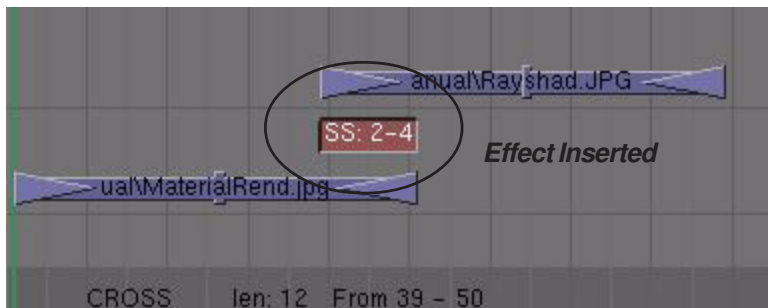 anual\Rayshad.JPG
SS: 2-4
Effect Inserted
ual\MaterialRend.jpg
CROSS len: 12 From 39 - 50